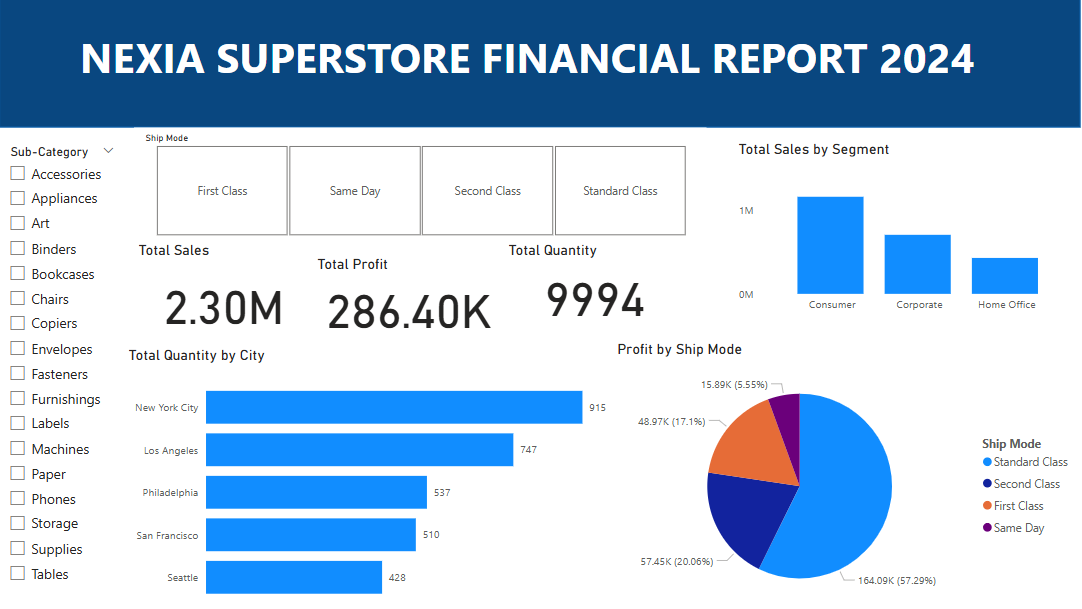 NEXIA SUPERSTORE FINANCIAL REPORT 2024
Sub-Category
Accessories
Appliances
Art
Binders
Bookcases
Chairs
Copiers
Envelopes
Fasteners
Furnishings
Labels
Machines
Paper
Phones
Storage
Supplies
Tables
Ship Mode
First Class
Same Day
Second Class
Standard Class
Total Sales
2.30M
Total Profit
286.40K
Total Quantity
9994
Total Sales by Segment
1M
0M
Consumer
Corporate
Home Office
Total Quantity by City
New York City
915
Los Angeles
747
Philadelphia
537
San Francisco
510
Seattle
428
Profit by Ship Mode
15.89K (5.55%)
48.97K (17.1%)
57.45K (20.06%)
164.09K (57.29%)
Ship Mode
Standard Class
Second Class
First Class
Same Day